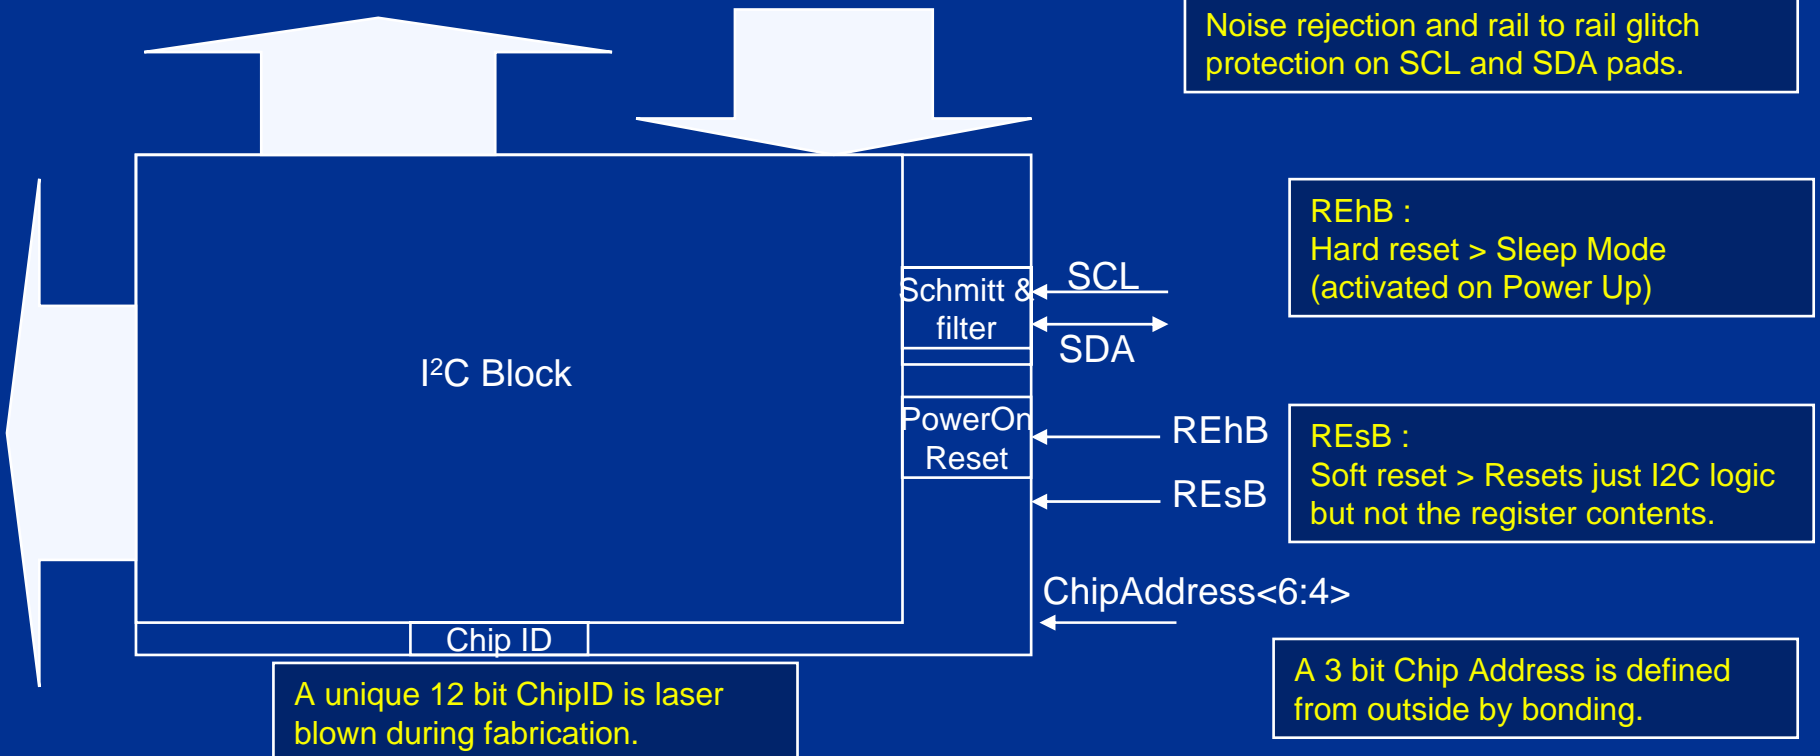 Noise rejection and rail to rail glitch
protection on SCL and SDA pads.
REhB :
Hard reset > Sleep Mode
(activated on Power Up)
SCL
Schmitt &
filter
SDA
I²C Block
PowerOn
Reset
REhB
REsB
REsB :
Soft reset > Resets just I2C logic
but not the register contents.
ChipAddress<6:4>
Chip ID
A unique 12 bit ChipID is laser
blown during fabrication.
A 3 bit Chip Address is defined
from outside by bonding.